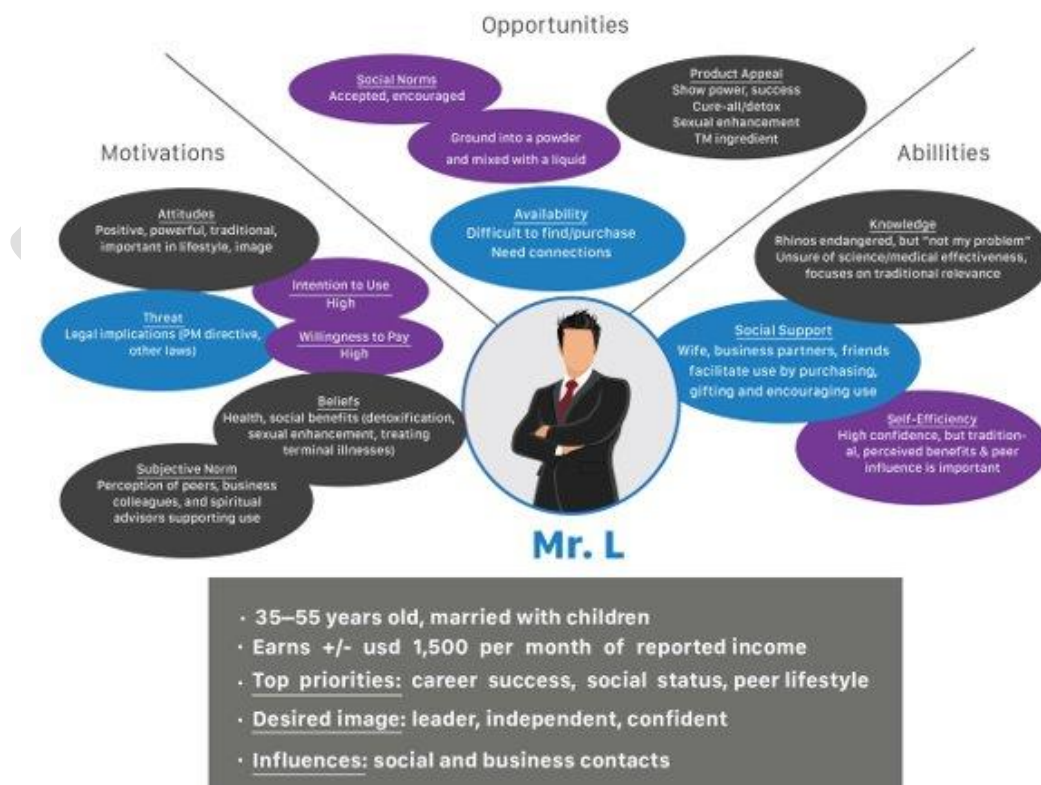 Opportunities
Social Norms
Accepted, encouraged
Ground into a powder
and mixed with a liquid
Product Appeal
Show power, success
Cure-all/detox
Sexual enhancement
TM ingredient
Availability
Difficult to find/purchase
Need connections
Motivations
Attitudes
Positive, powerful, traditional,
important in lifestyle, image
Intention to Use
High
Threat
Legal implications (PM directive,
other laws)
Willingness to Pay
High
Beliefs
Health, social benefits (detoxification,
sexual enhancement, treating
terminal illnesses)
Subjective Norm
Perception of peers, business
colleagues, and spiritual
advisors supporting use
Abillities
Knowledge
Rhinos endangered, but "not my problem"
Unsure of science/medical effectiveness,
focuses on traditional relevance
Social Support
Wife, business partners, friends
facilitate use by purchasing,
gifting and encouraging use
Self-Efficiency
High confidence, but tradition-
al, perceived benefits & peer
influence is important
Mr. L
· 35–55 years old, married with children
· Earns +/- usd 1,500 per month of reported income
· Top priorities: career success, social status, peer lifestyle
· Desired image: leader, independent, confident
· Influences: social and business contacts